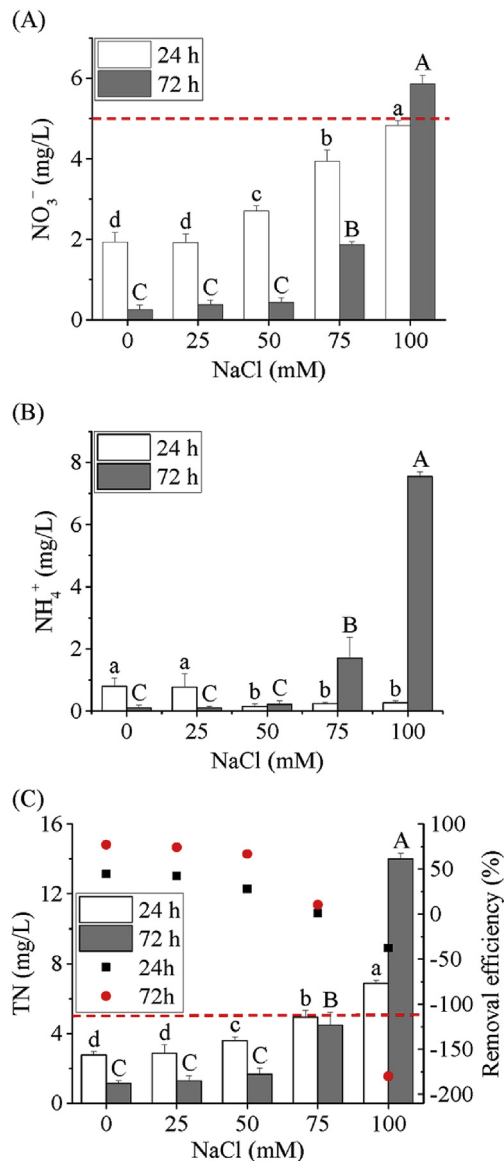 (A)
24 h
72 h
NO₃⁻ (mg/L)
6
4
2
0
d
C
d
C
c
C
b
B
a
A
0 25 50 75 100
NaCl (mM)
(B)
24 h
72 h
NH₄⁺ (mg/L)
8
6
4
2
0
a
C
a
C
b
C
b
B
b
A
0 25 50 75 100
NaCl (mM)
(C)
24 h
72 h
24h
72h
TN (mg/L)
16
12
8
4
0
d
C
d
C
c
C
b
B
a
A
100
50
0
-50
-100
-150
-200
Removal efficiency (%)
0 25 50 75 100
NaCl (mM)